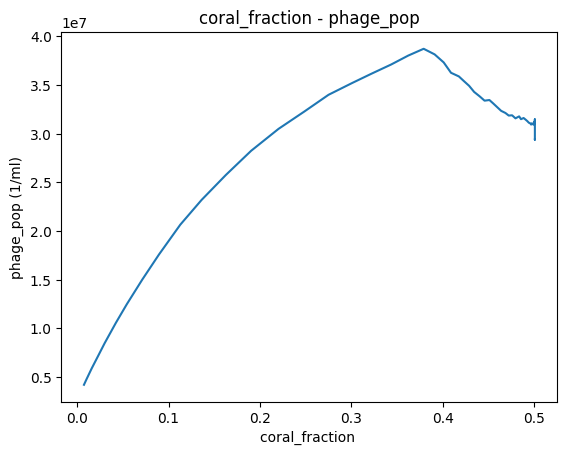 coral_fraction - phage_pop
1e7
4.0
3.5
3.0
2.5
2.0
1.5
1.0
0.5
phage_pop (1/ml)
0.0 0.1 0.2 0.3 0.4 0.5
coral_fraction